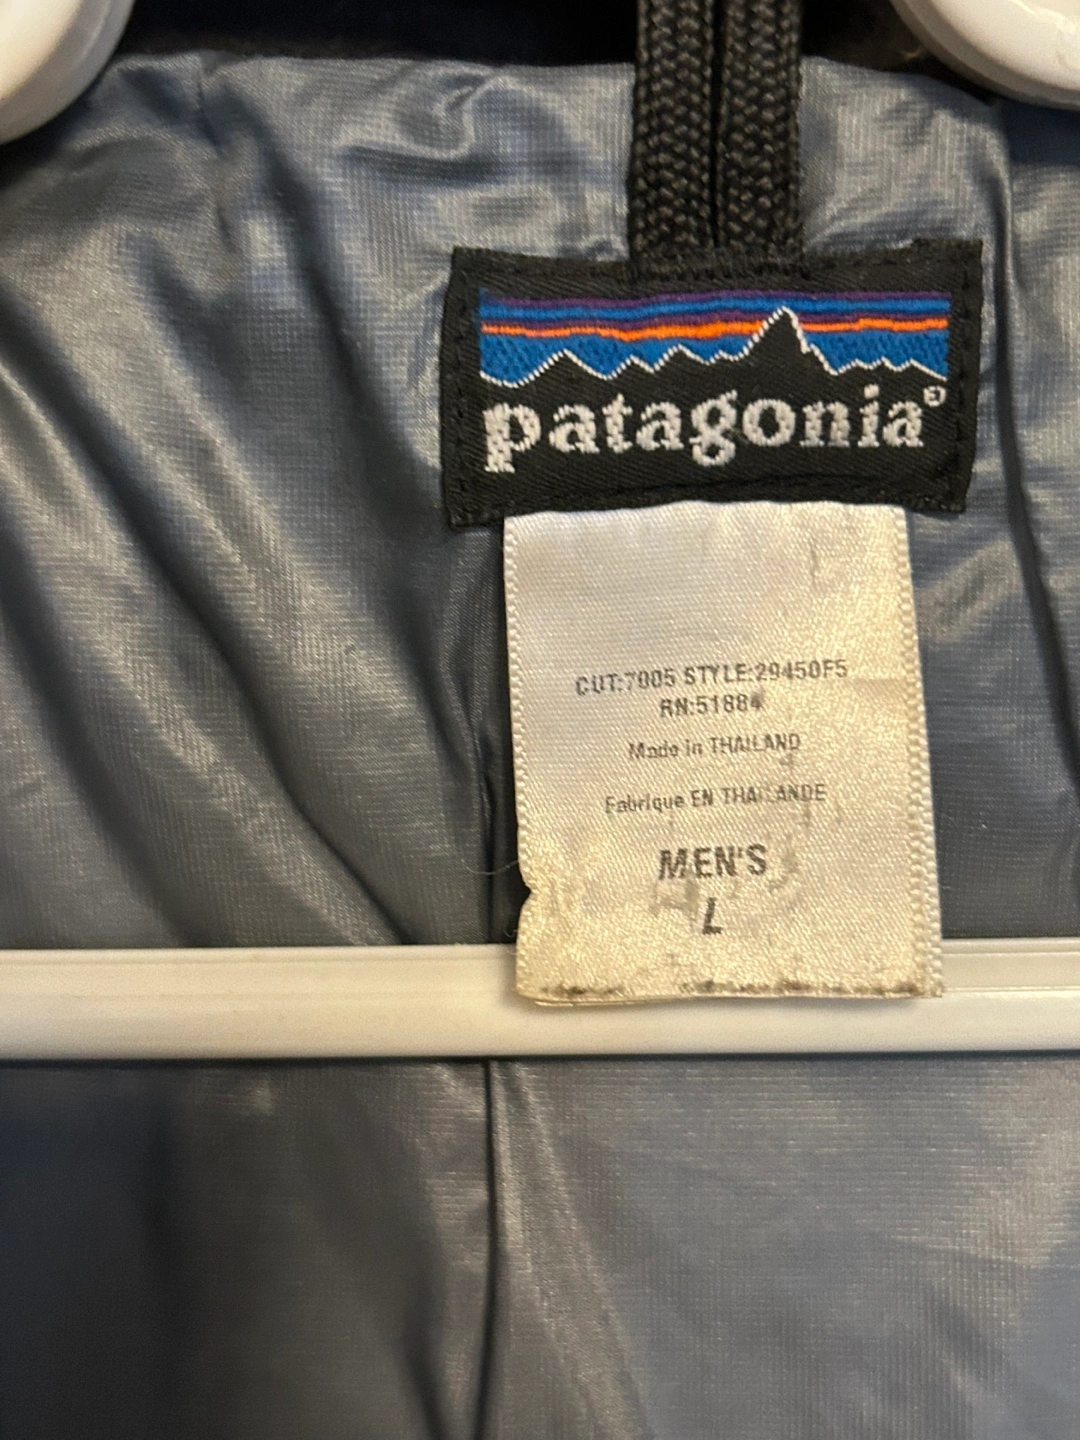 patagonia®
CUT:7005 STYLE:29450F5
RN:51884
Made in THAILAND
Fabrique EN THAILANDE
MEN'S
L